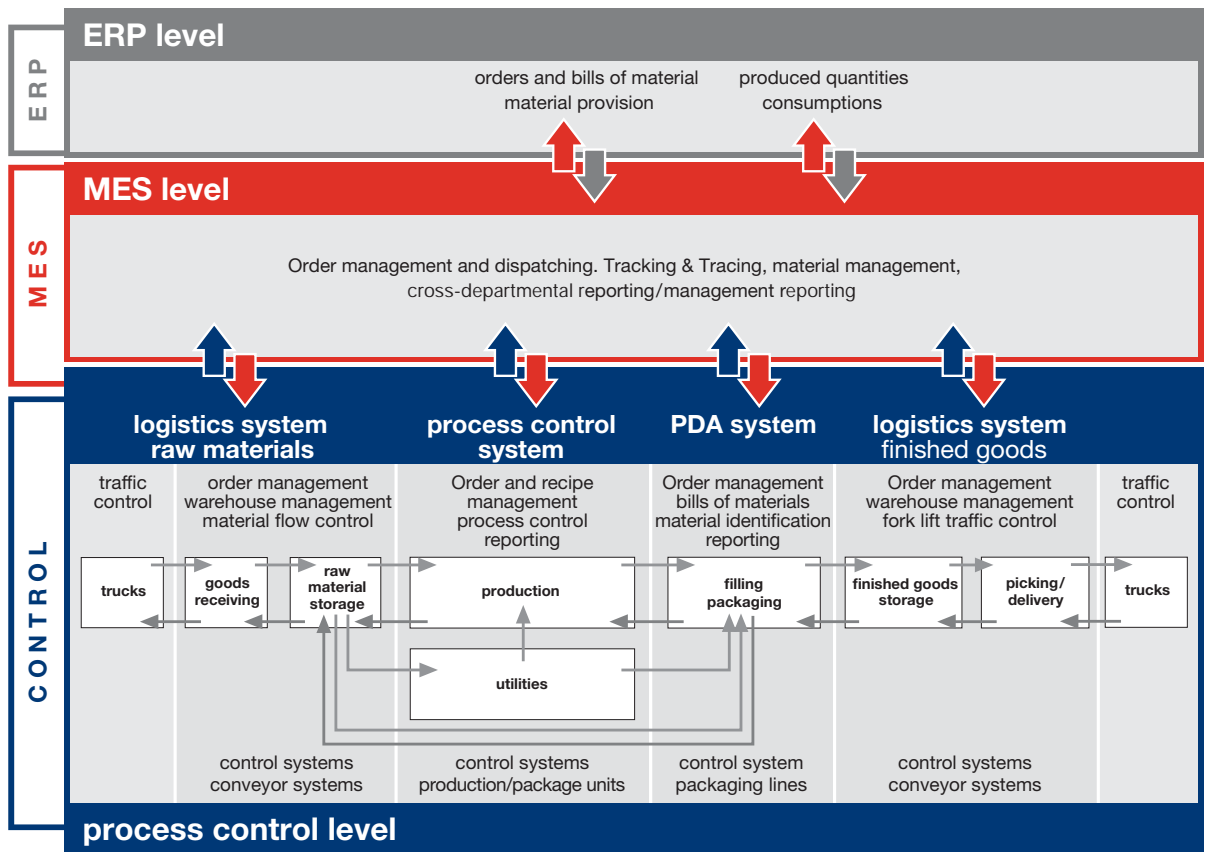 ERP
ERP level
orders and bills of material
material provision
produced quantities
consumptions
MES
MES level
Order management and dispatching. Tracking & Tracing, material management,
cross-departmental reporting/management reporting
CONTROL
logistics system
raw materials
process control
system
PDA system
logistics system
finished goods
traffic
control
order management
warehouse management
material flow control
Order and recipe
management
process control
reporting
Order management
bills of materials
material identification
reporting
Order management
warehouse management
fork lift traffic control
traffic
control
trucks
goods
receiving
raw
material
storage
production
filling
packaging
finished goods
storage
picking/
delivery
trucks
utilities
control systems
conveyor systems
control systems
production/package units
control system
packaging lines
control systems
conveyor systems
process control level